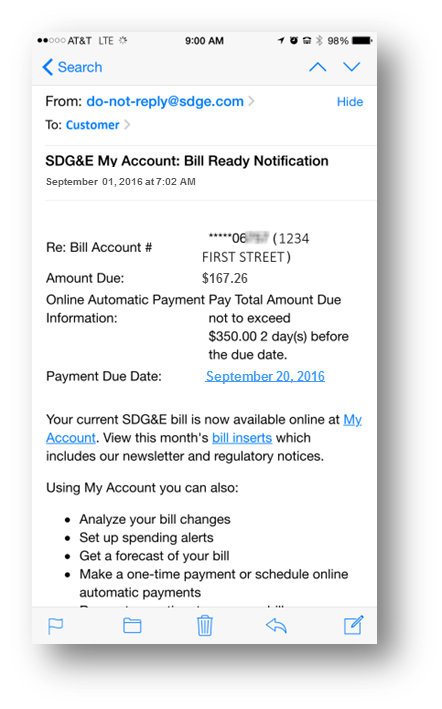 AT&T LTE 9:00 AM 98%
Search
From: do-not-reply@sdge.com Hide
To: Customer
SDG&E My Account: Bill Ready Notification
September 01, 2016 at 7:02 AM
*****06 (1234
Re: Bill Account # FIRST STREET)
Amount Due: $167.26
Online Automatic Payment Pay Total Amount Due
Information: not to exceed
$350.00 2 day(s) before
the due date.
Payment Due Date: September 20, 2016
Your current SDG&E bill is now available online at My
Account. View this month's bill inserts which
includes our newsletter and regulatory notices.
Using My Account you can also:
• Analyze your bill changes
• Set up spending alerts
• Get a forecast of your bill
• Make a one-time payment or schedule online
automatic payments